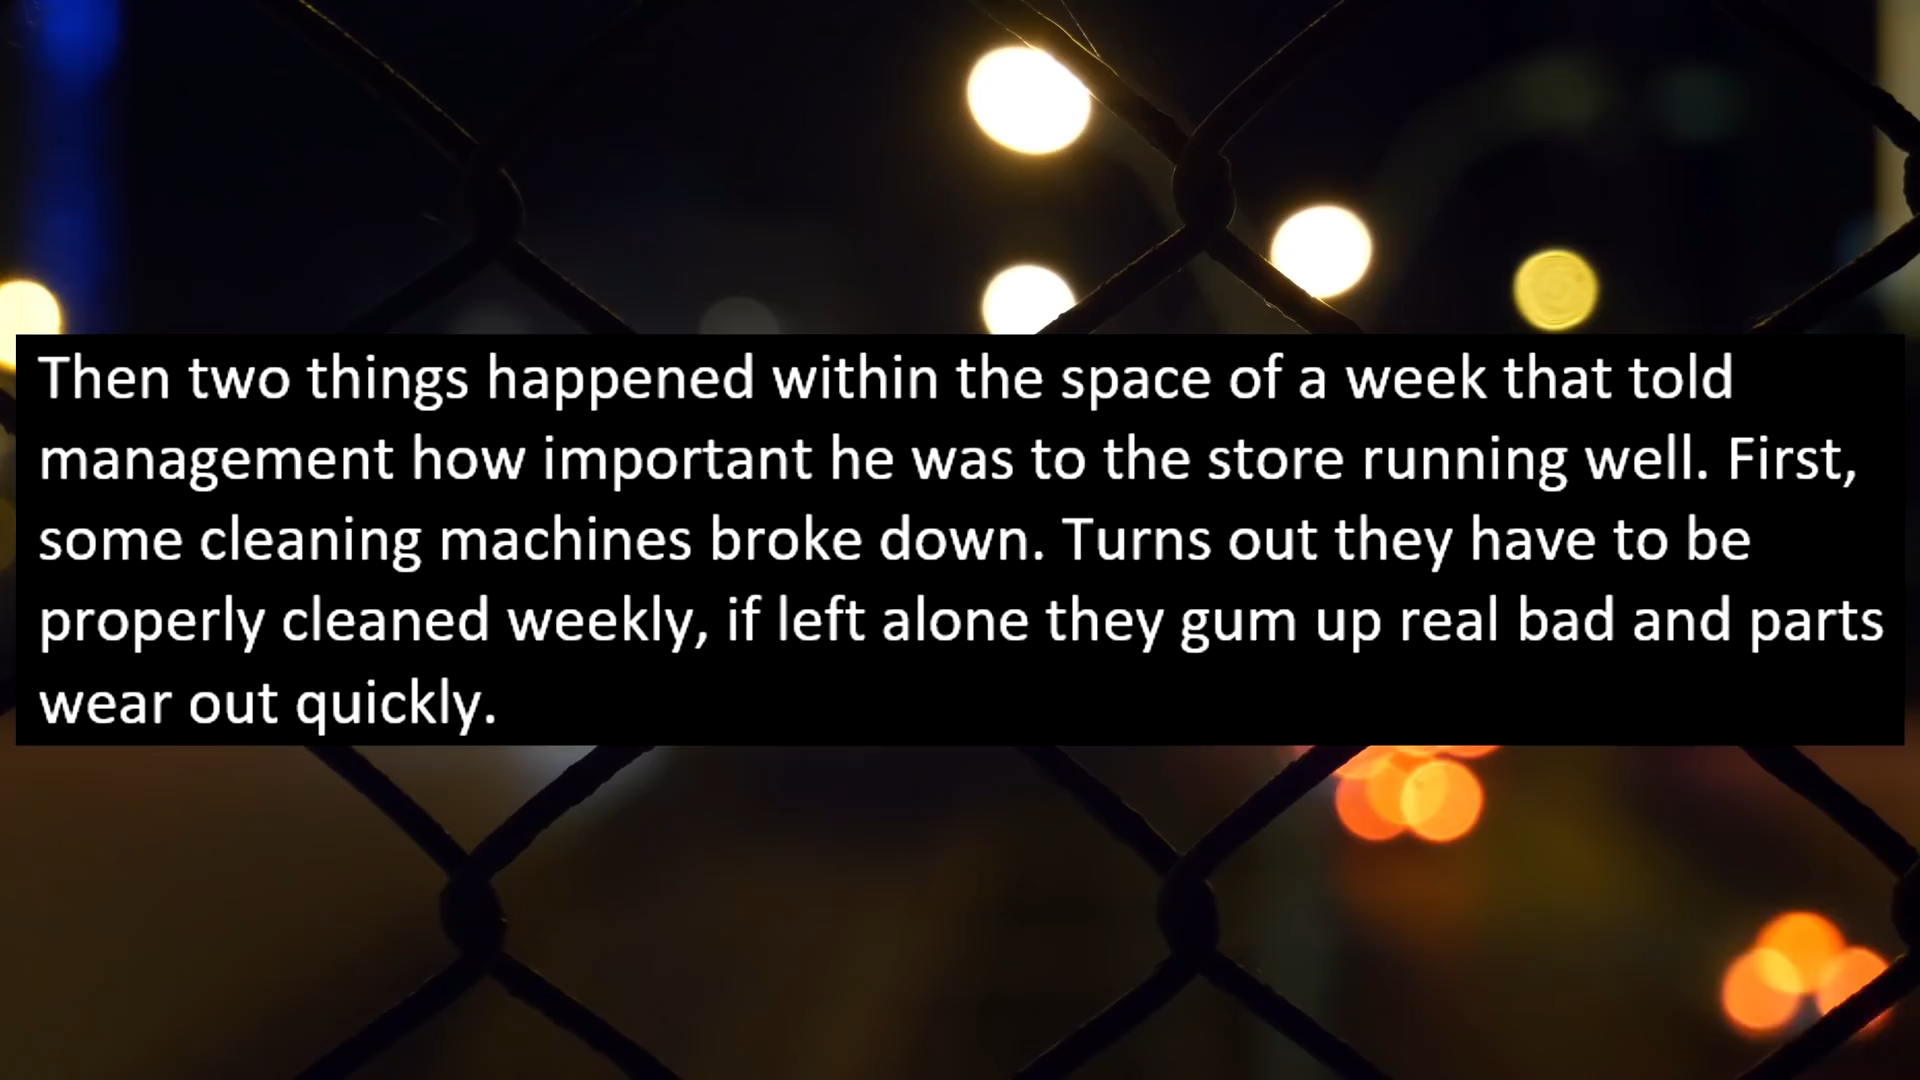 Then two things happened within the space of a week that told
management how important he was to the store running well. First,
some cleaning machines broke down. Turns out they have to be
properly cleaned weekly, if left alone they gum up real bad and parts
wear out quickly.